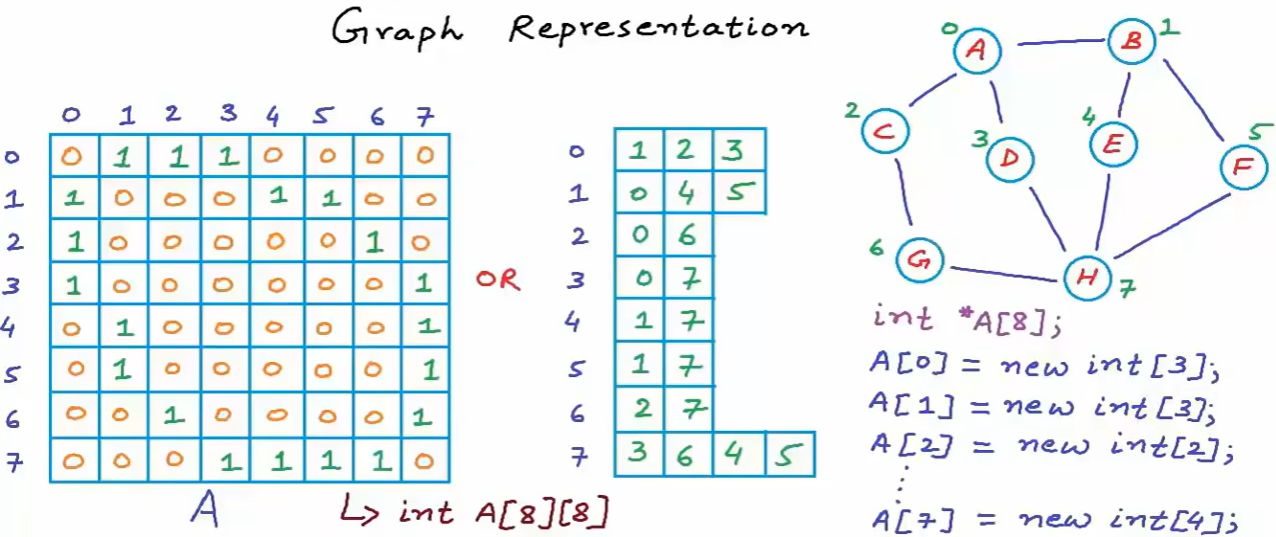 Graph Representation
0 1 2 3 4 5 6 7
0 0 1 1 1 0 0 0 0
1 1 0 0 0 1 1 0 0
2 1 0 0 0 0 0 1 0
3 1 0 0 0 0 0 0 1
4 0 1 0 0 0 0 0 1
5 0 1 0 0 0 0 0 1
6 0 0 1 0 0 0 0 1
7 0 0 0 1 1 1 1 0
A
↳ int A[8][8]
OR
0 1 2 3
1 0 4 5
2 0 6
3 0 7
4 1 7
5 1 7
6 2 7
7 3 6 4 5
0 A B 1
2 C 3 D 4 E 5 F
6 G H 7
int *A[8];
A[0] = new int[3];
A[1] = new int[3];
A[2] = new int[2];
⋮
A[7] = new int[4];